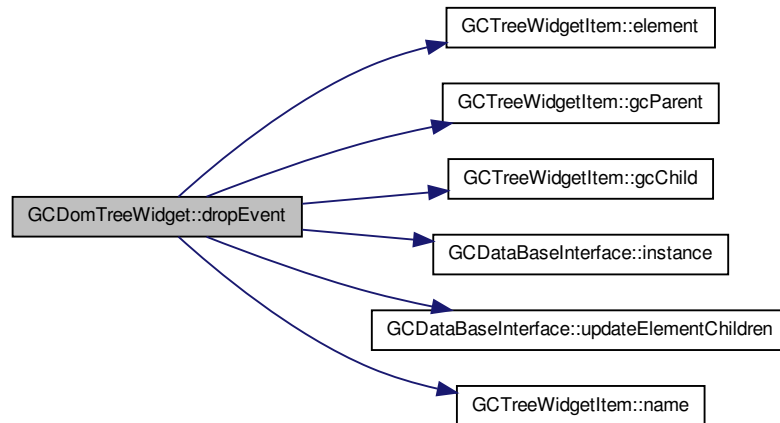 GCTreeWidgetItem::element
GCTreeWidgetItem::gcParent
GCTreeWidgetItem::gcChild
GCDomTreeWidget::dropEvent
GCDataBaseInterface::instance
GCDataBaseInterface::updateElementChildren
GCTreeWidgetItem::name